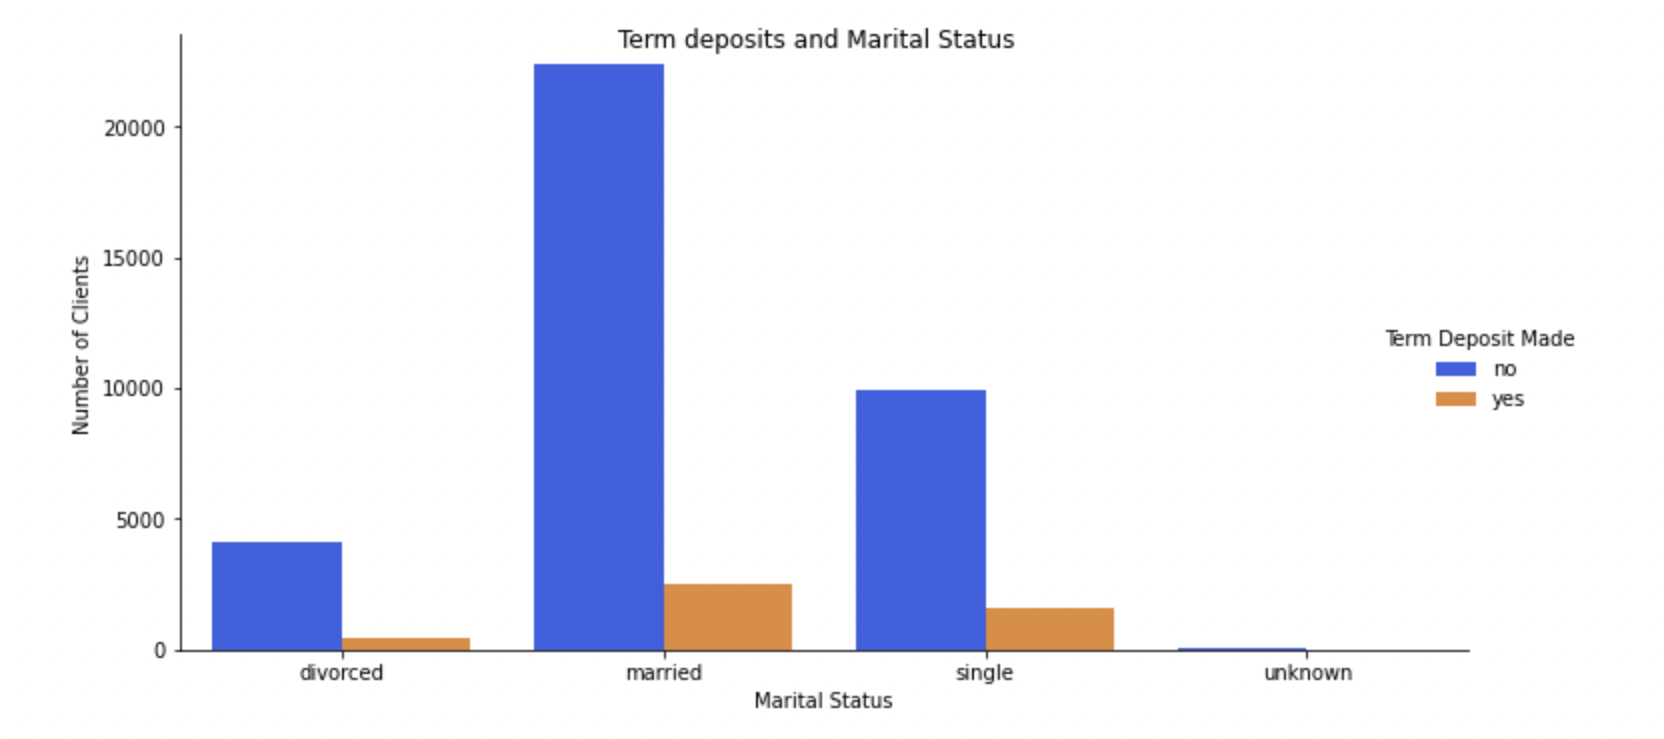 Term deposits and Marital Status
20000
15000
10000
5000
0
Number of Clients
divorced
married
single
unknown
Marital Status
Term Deposit Made
no
yes